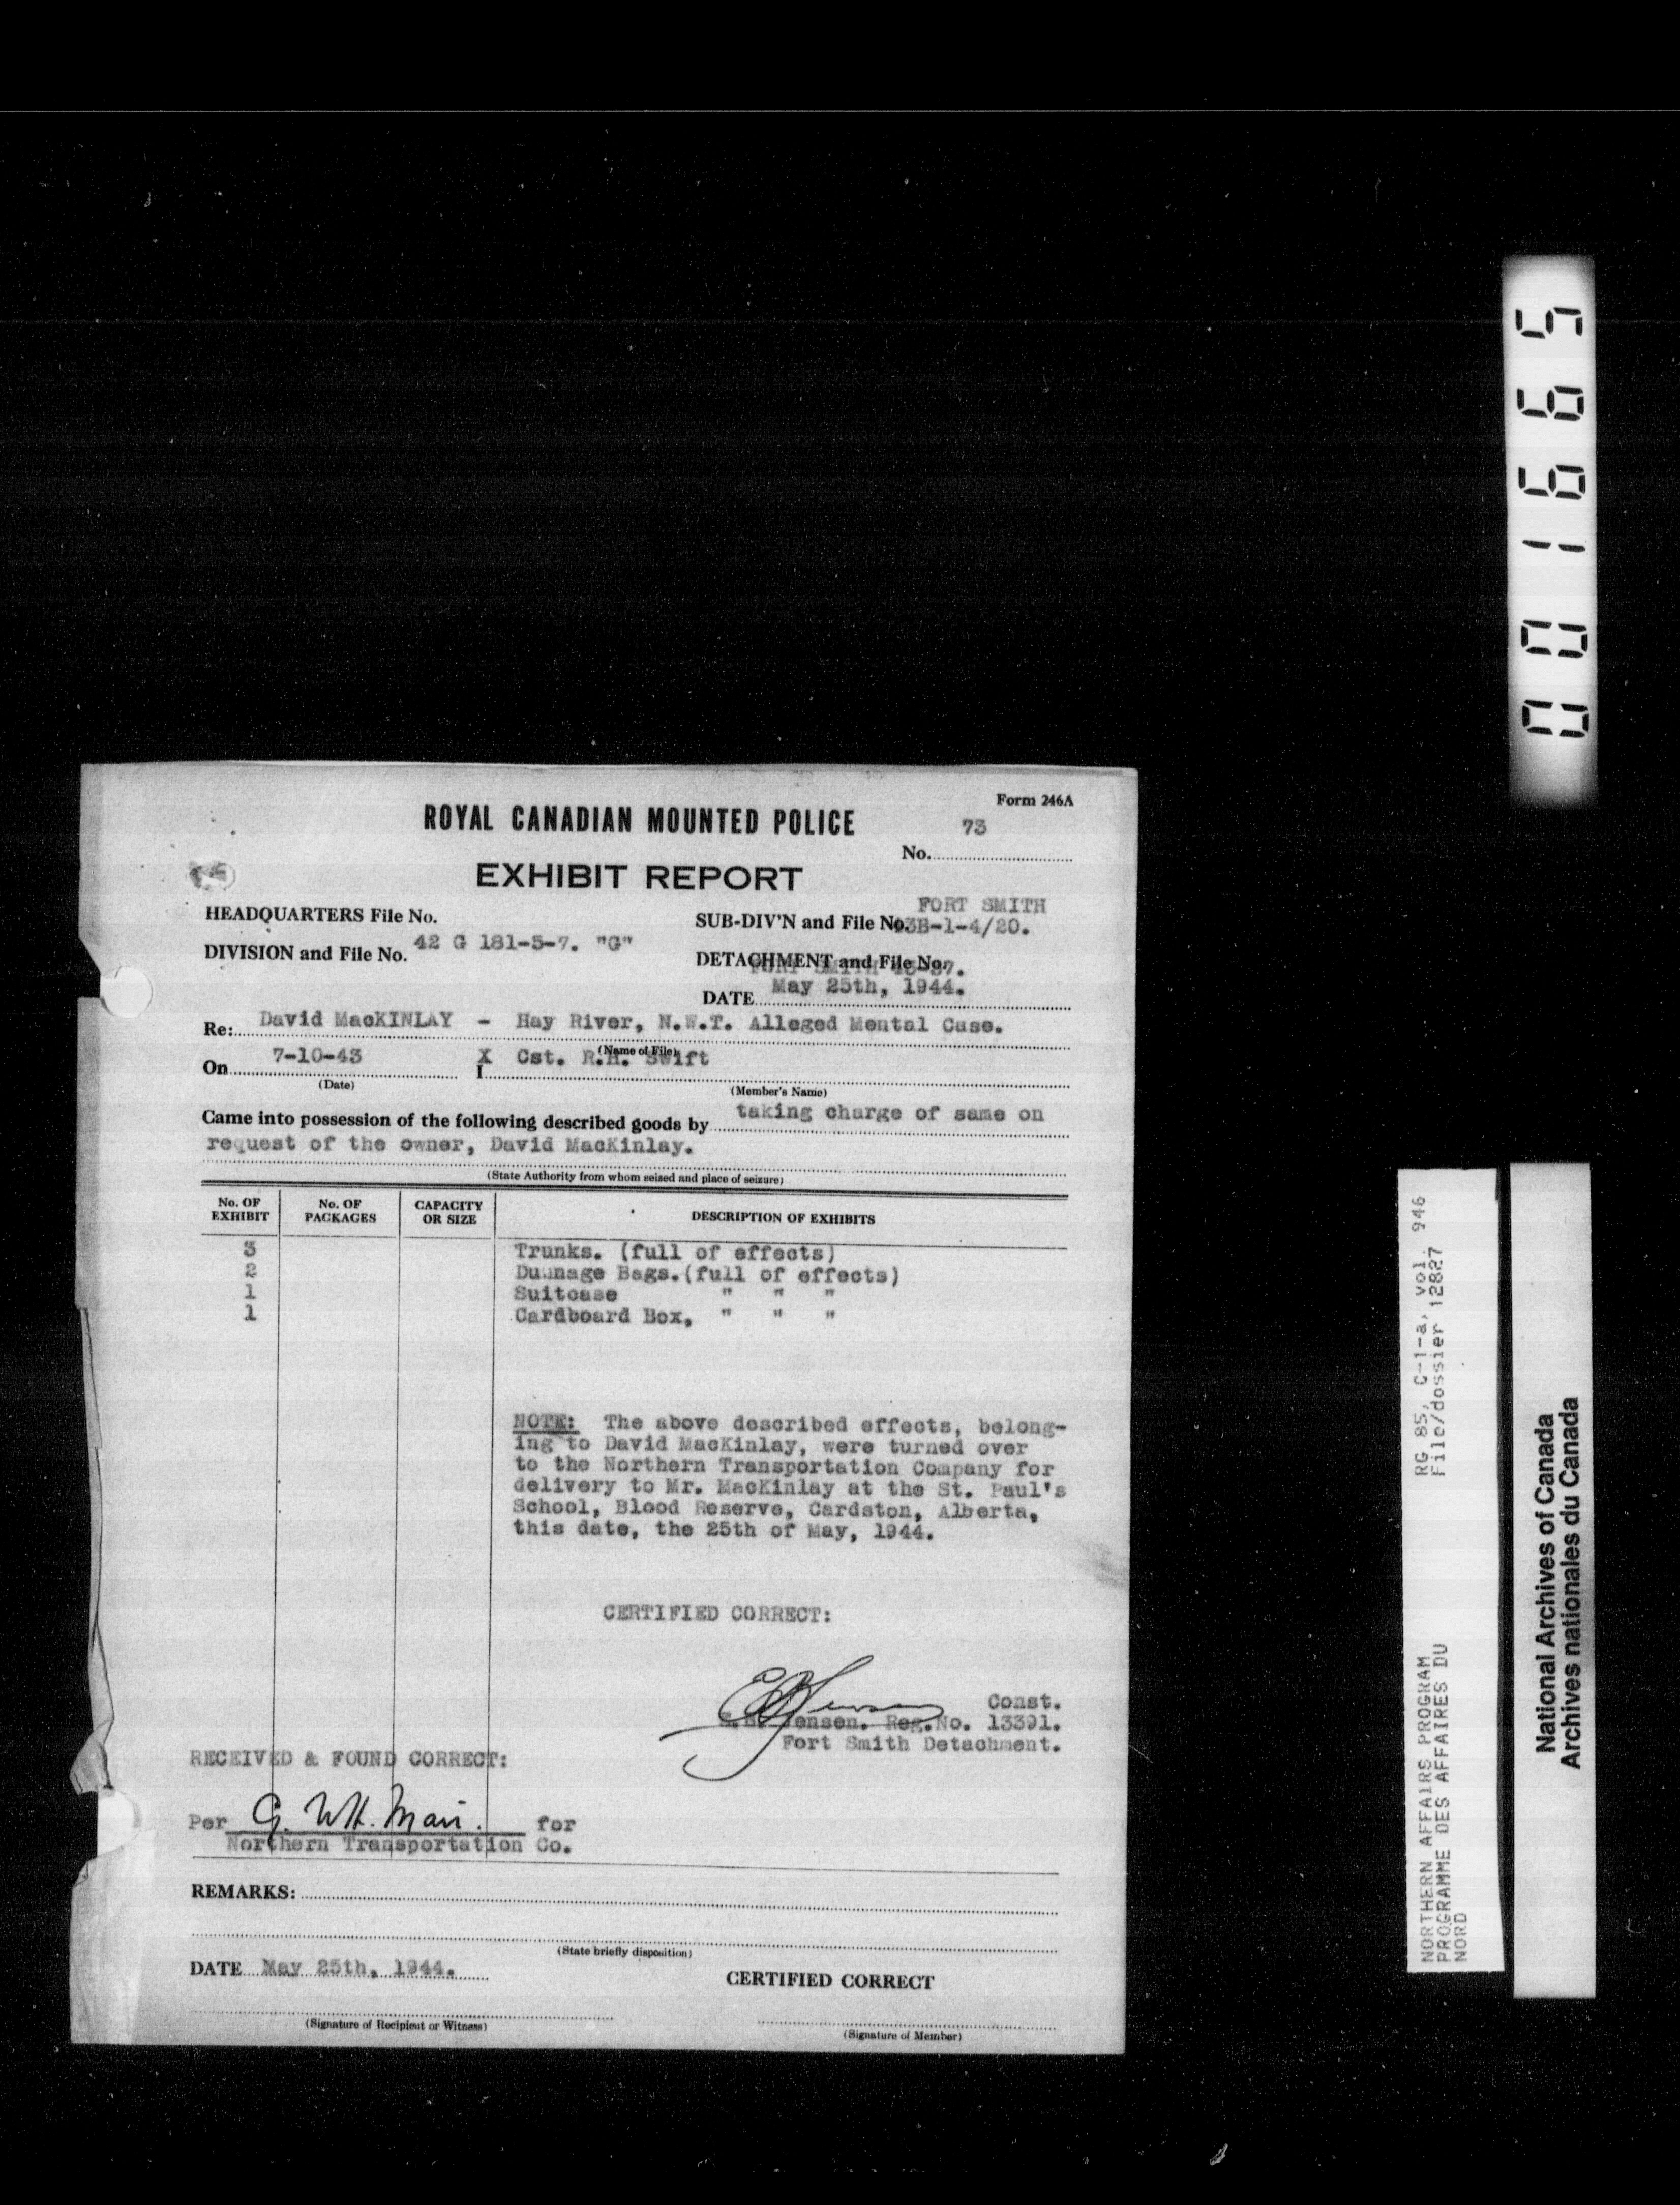 Form 246A
ROYAL CANADIAN MOUNTED POLICE
73
No.
EXHIBIT REPORT
FORT SMITH
HEADQUARTERS File No.
SUB-DIV'N and File No. 43B-1-4/20.
DIVISION and File No. 42 G 181-5-7. "G"
DETACHMENT and File No.
FORT SMITH
DATE May 25th, 1944.
Re: David MacKINLAY - Hay River, N.W.T. Alleged Mental Case.
(Name of File)
On 7-10-43 X I Cst. R.H. Swift
(Date)
(Member's Name)
Came into possession of the following described goods by taking charge of same on
request of the owner, David MacKinlay.
(State Authority from whom seized and place of seizure)
No. OF EXHIBIT No. OF PACKAGES CAPACITY OR SIZE DESCRIPTION OF EXHIBITS
3 Trunks. (full of effects)
2 Dunnage Bags.(full of effects)
1 Suitcase " " "
1 Cardboard Box, " " "
NOTE: The above described effects, belong-
ing to David MacKinlay, were turned over
to the Northern Transportation Company for
delivery to Mr. MacKinlay at the St. Paul's
School, Blood Reserve, Cardston, Alberta,
this date, the 25th of May, 1944.
CERTIFIED CORRECT:
Const.
Jensen. Reg.No. 13391.
Fort Smith Detachment.
RECEIVED & FOUND CORRECT:
Per G. W.H. Mair. for
Northern Transportation Co.
REMARKS:
(State briefly disposition)
DATE May 25th, 1944.
CERTIFIED CORRECT
(Signature of Recipient or Witness)
(Signature of Member)
001665
RG 85, C-1-a, vol. 946
File/dossier 12827
NORTHERN AFFAIRS PROGRAM
PROGRAMME DES AFFAIRES DU
NORD
National Archives of Canada
Archives nationales du Canada